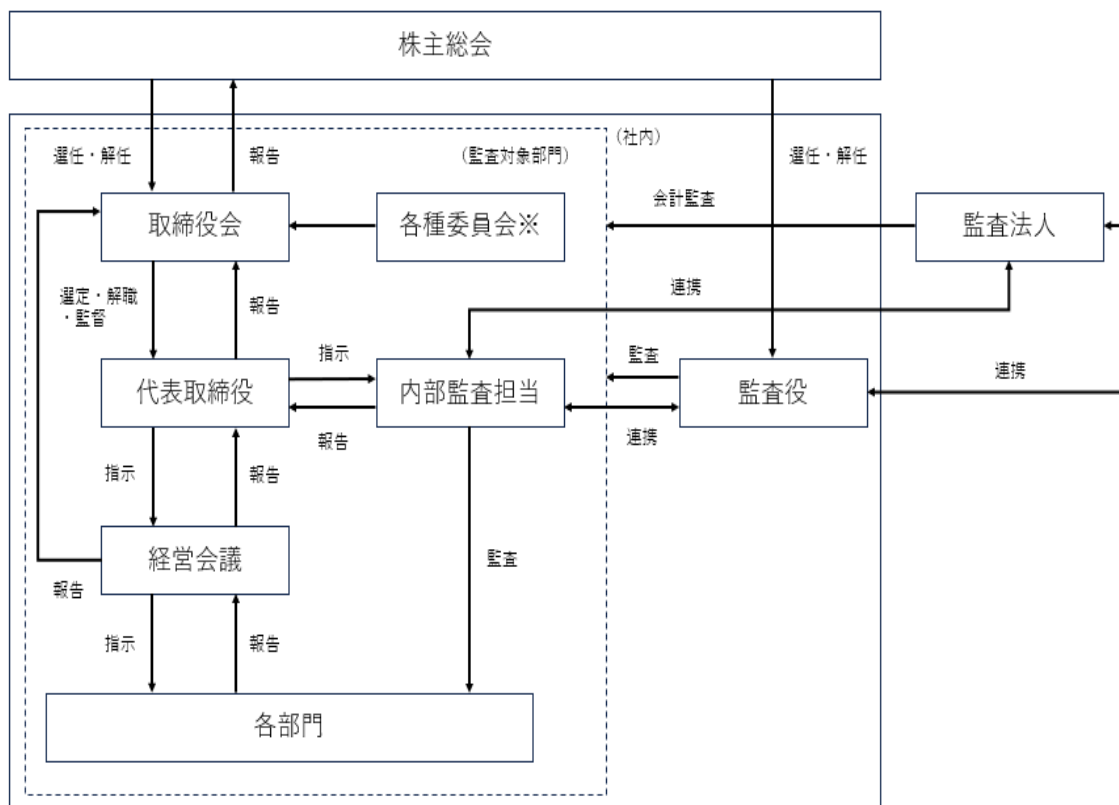 株主総会
(社内)
選任・解任
報告
(監査対象部門)
選任・解任
取締役会
各種委員会※
会計監査
監査法人
選定・解職
・監督
報告
連携
指示
監査
代表取締役
内部監査担当
監査役
連携
報告
連携
指示
報告
経営会議
監査
報告
指示
報告
各部門